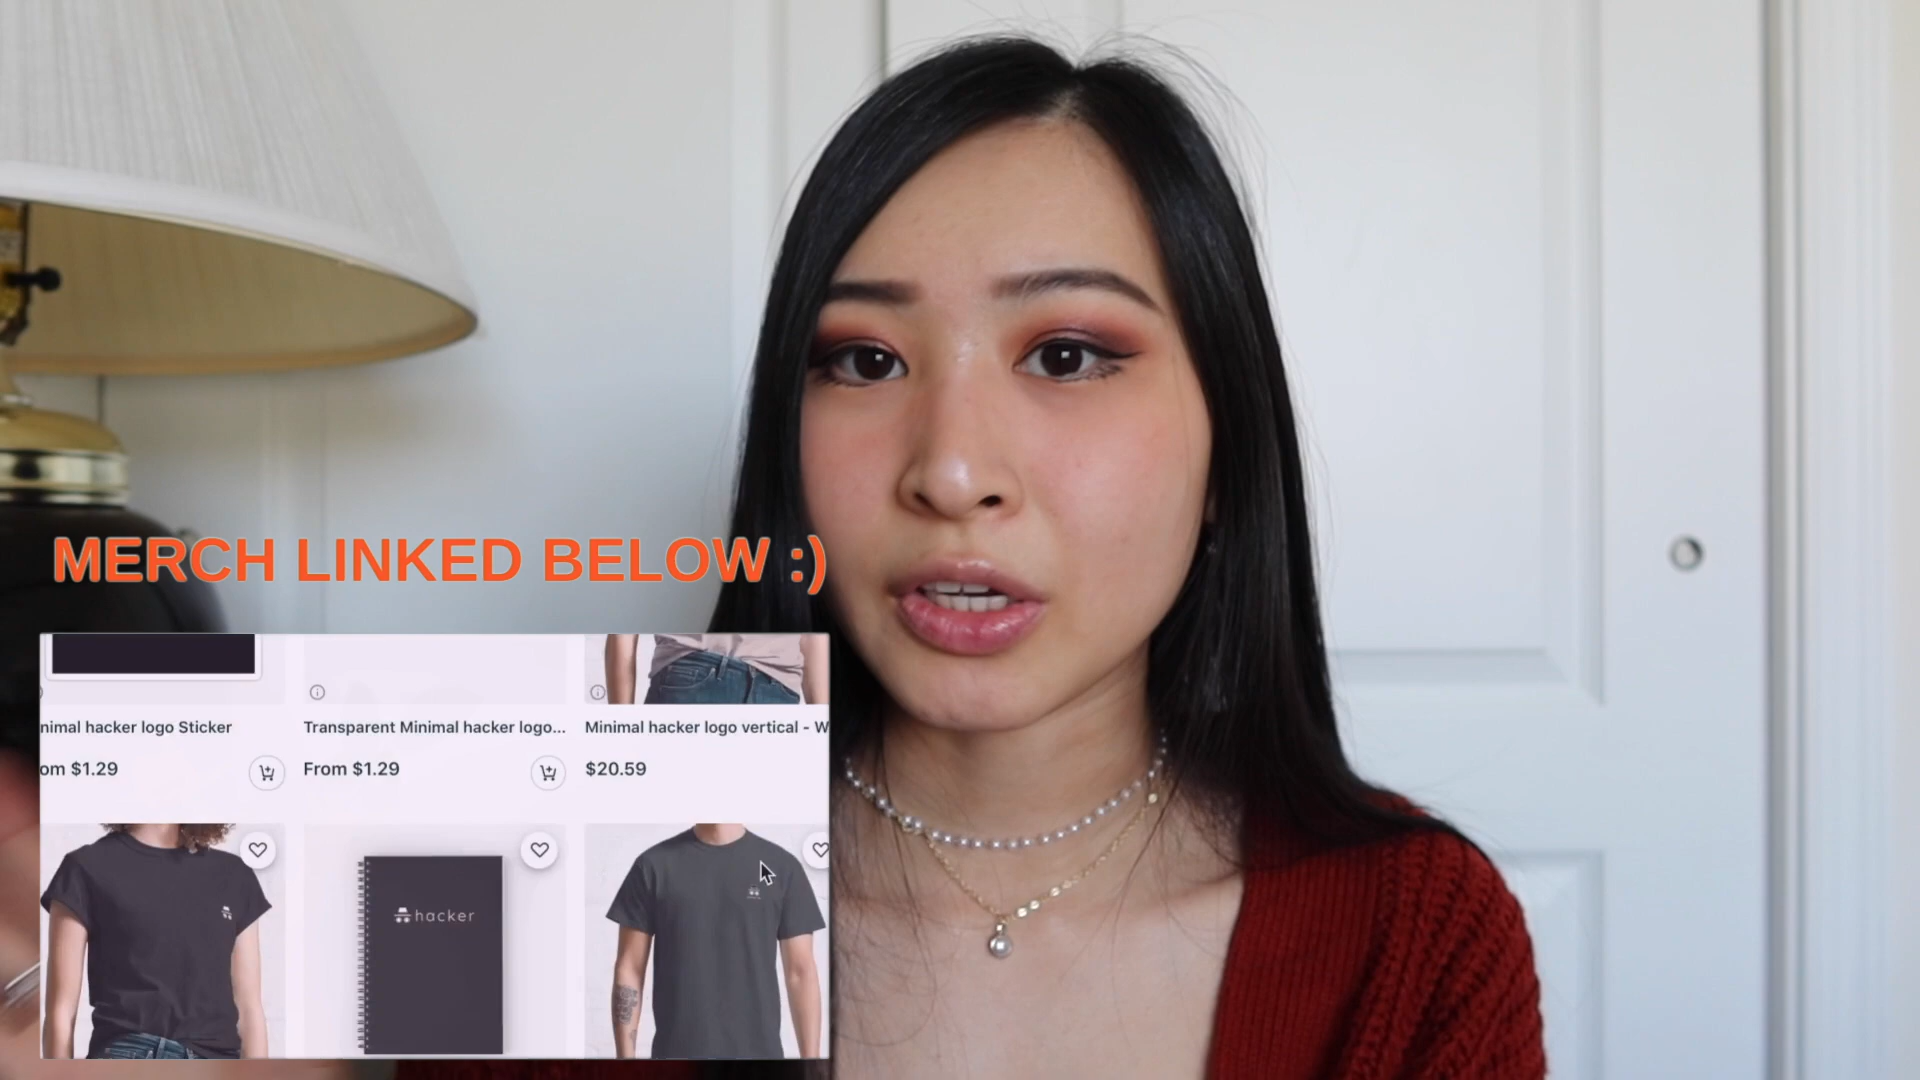 MERCH LINKED BELOW :)
nimal hacker logo Sticker
Transparent Minimal hacker logo...
Minimal hacker logo vertical - W
om $1.29
From $1.29
$20.59
hacker